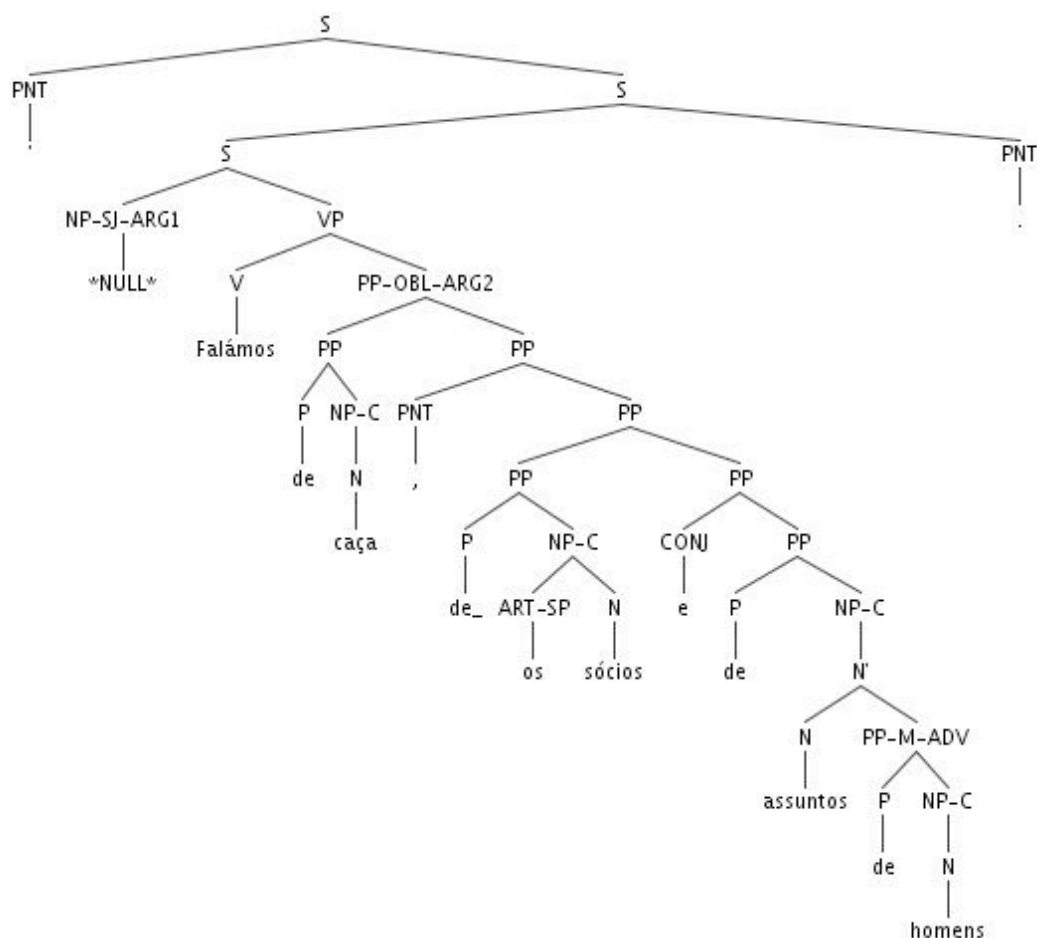 S
PNT S
. S PNT
NP-SJ-ARG1 VP .
*NULL* V PP-OBL-ARG2
Falámos PP PP
P NP-C PNT PP
de N , PP PP
caça P NP-C CONJ PP
de_ ART-SP N e P NP-C
os sócios de N'
N PP-M-ADV
assuntos P NP-C
de N
homens